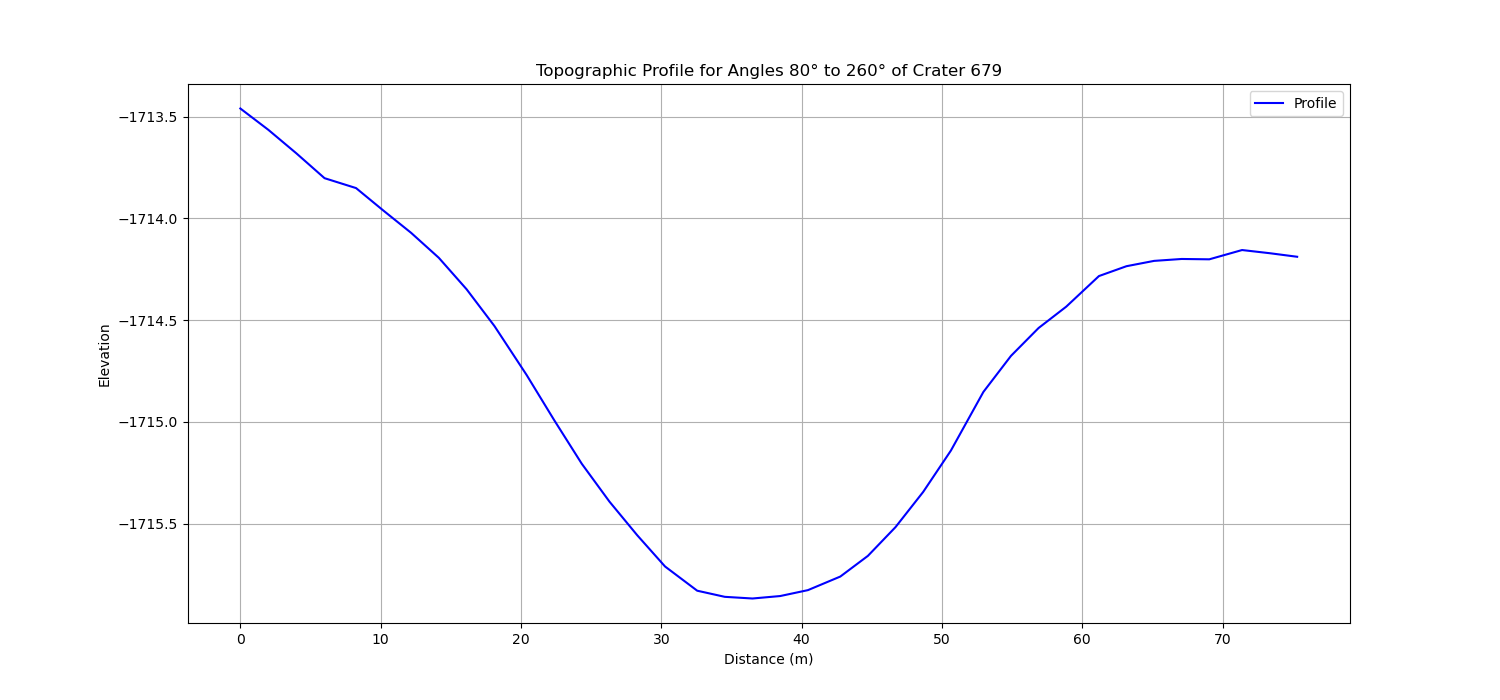 Topographic Profile for Angles 80° to 260° of Crater 679
Profile
−1713.5
−1714.0
−1714.5
−1715.0
−1715.5
Elevation
0 10 20 30 40 50 60 70
Distance (m)